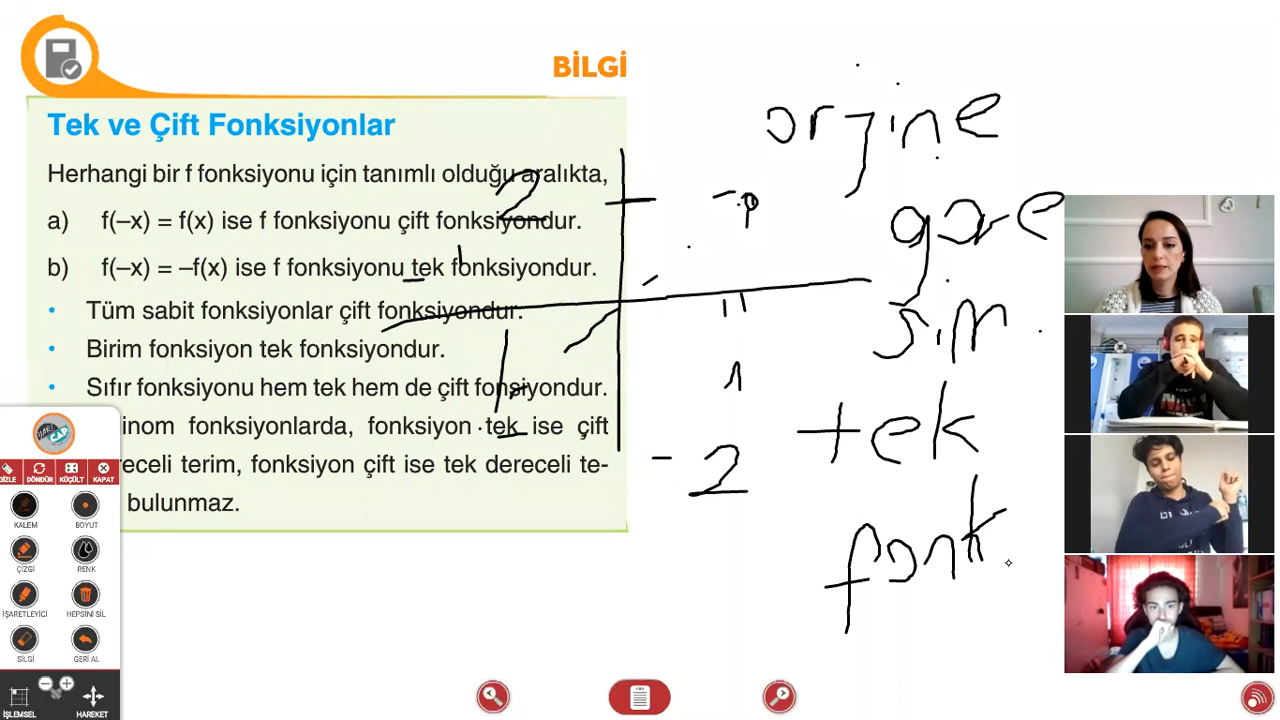 BİLGİ
Tek ve Çift Fonksiyonlar
Herhangi bir f fonksiyonu için tanımlı olduğu aralıkta,
a) f(–x) = f(x) ise f fonksiyonu çift fonksiyondur.
b) f(–x) = –f(x) ise f fonksiyonu tek fonksiyondur.
• Tüm sabit fonksiyonlar çift fonksiyondur.
• Birim fonksiyon tek fonksiyondur.
• Sıfır fonksiyonu hem tek hem de çift fonsiyondur.
inom fonksiyonlarda, fonksiyon tek ise çift
receli terim, fonksiyon çift ise tek dereceli te-
bulunmaz.
2
1
-2
orjine
göre
sim.
tek
fonk
GİZLE DÖNDÜR KÜÇÜLT KAPAT
KALEM BOYUT
ÇİZGİ RENK
İŞARETLEYİCİ HEPSİNİ SİL
SİLGİ GERİ AL
İŞLEMSEL HAREKET